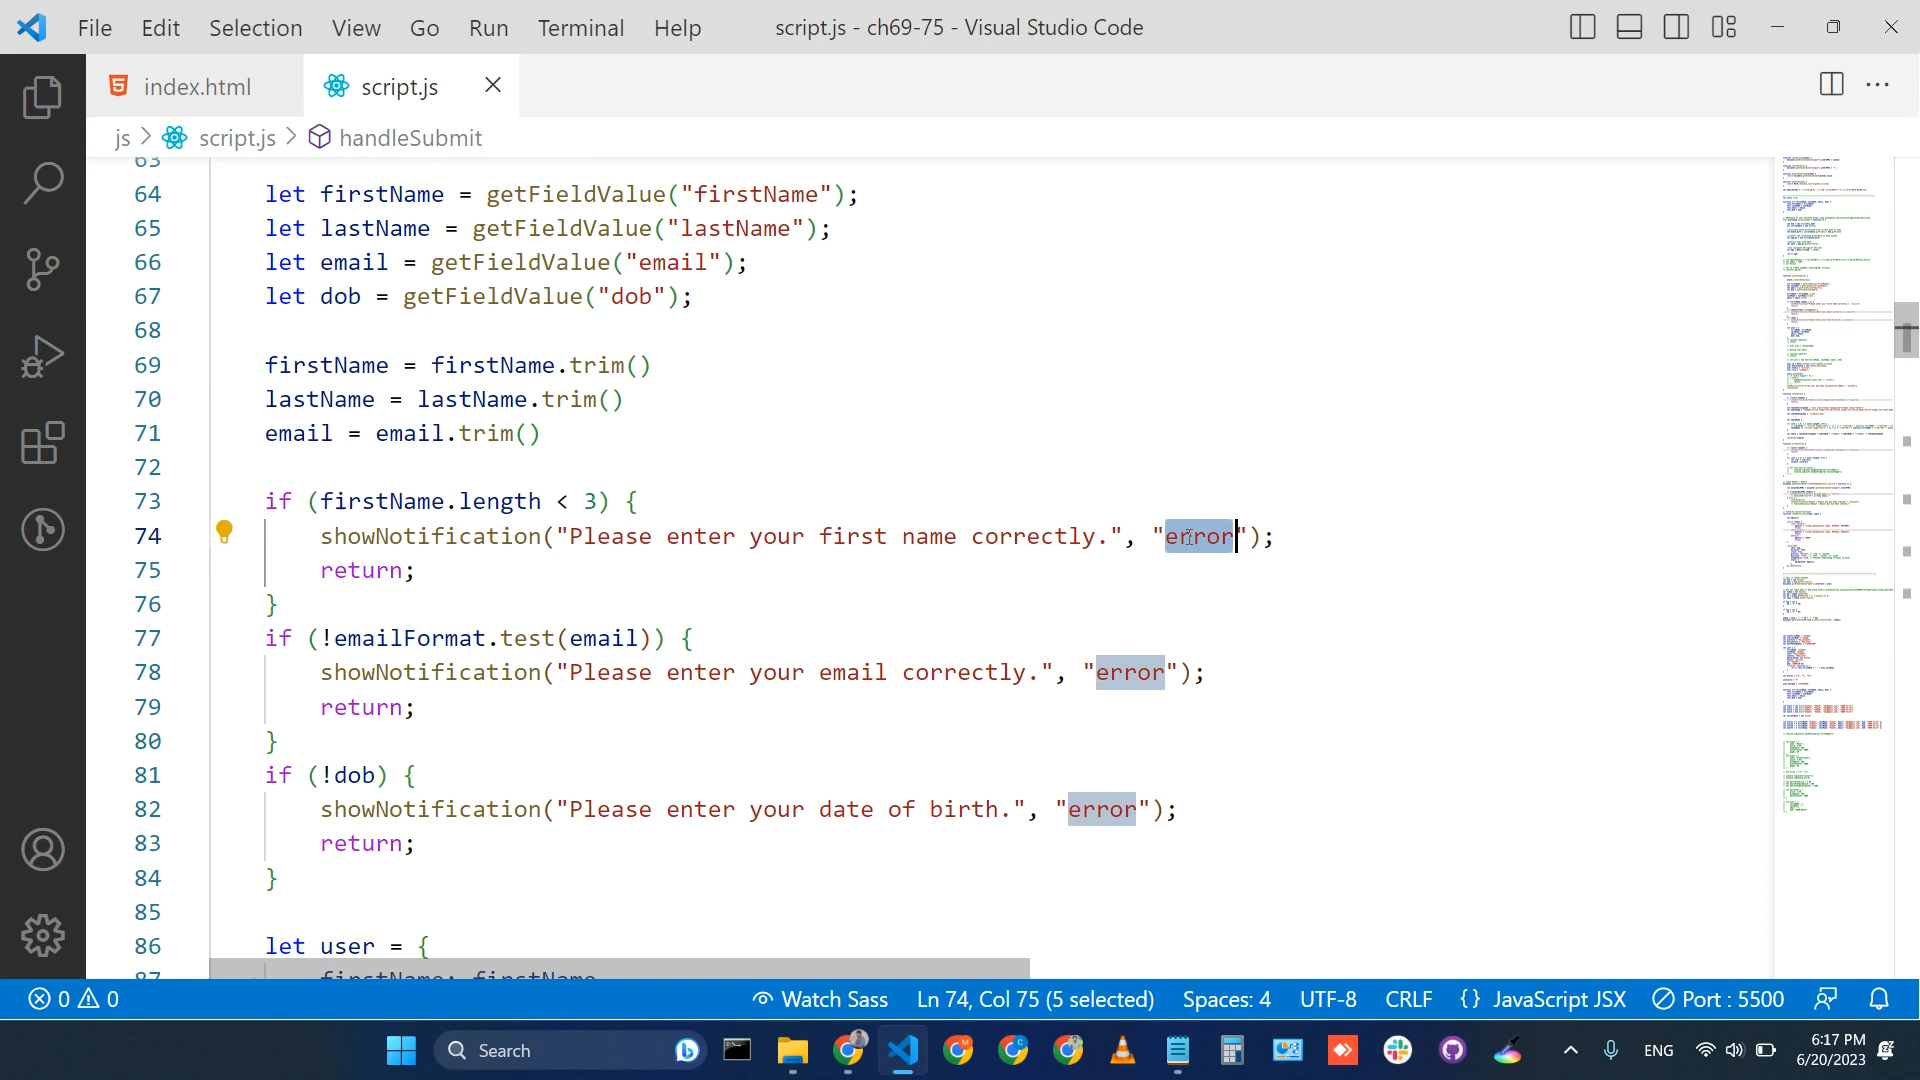 File Edit Selection View Go Run Terminal Help script.js - ch69-75 - Visual Studio Code
index.html script.js
js > script.js > handleSubmit
63
64 let firstName = getFieldValue("firstName");
65 let lastName = getFieldValue("lastName");
66 let email = getFieldValue("email");
67 let dob = getFieldValue("dob");
68
69 firstName = firstName.trim()
70 lastName = lastName.trim()
71 email = email.trim()
72
73 if (firstName.length < 3) {
74 showNotification("Please enter your first name correctly.", "error");
75 return;
76 }
77 if (!emailFormat.test(email)) {
78 showNotification("Please enter your email correctly.", "error");
79 return;
80 }
81 if (!dob) {
82 showNotification("Please enter your date of birth.", "error");
83 return;
84 }
85
86 let user = {
87 firstName: firstName
0 0 Watch Sass Ln 74, Col 75 (5 selected) Spaces: 4 UTF-8 CRLF {} JavaScript JSX Port : 5500
Search ENG 6:17 PM
6/20/2023